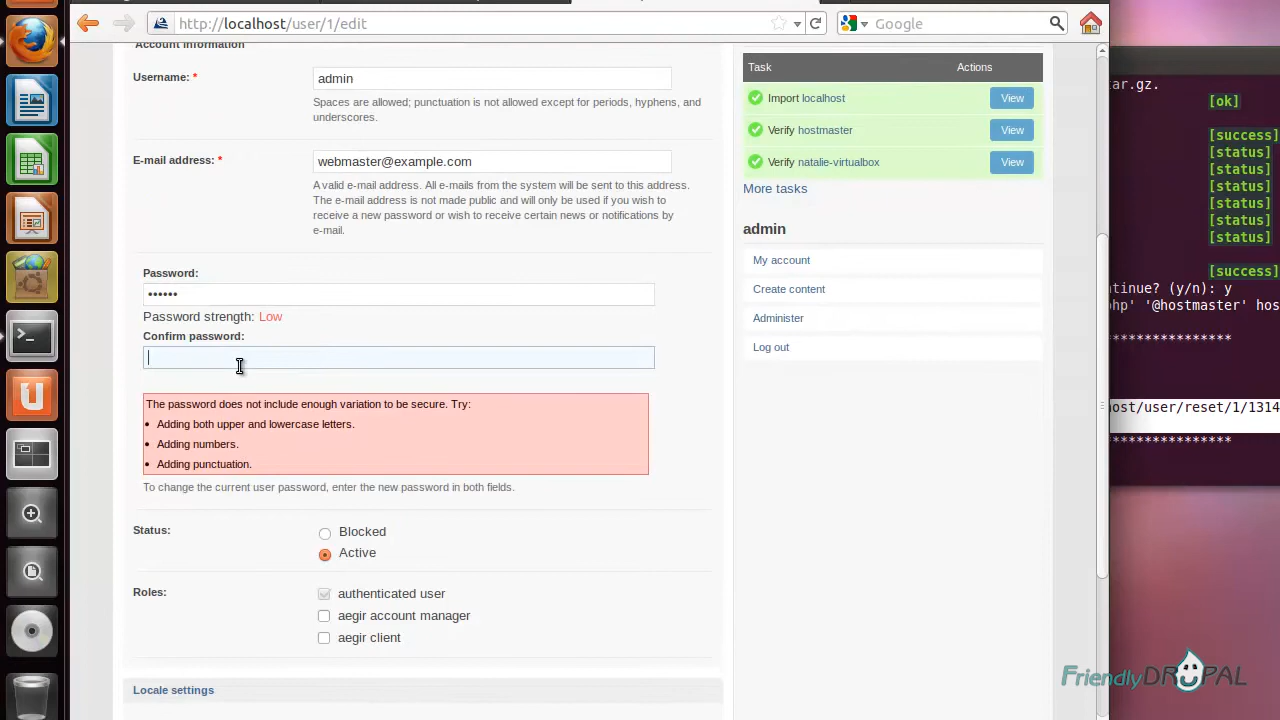 http://localhost/user/1/edit
Google
Account information
Username: *
admin
Spaces are allowed; punctuation is not allowed except for periods, hyphens, and
underscores.
E-mail address: *
webmaster@example.com
A valid e-mail address. All e-mails from the system will be sent to this address.
The e-mail address is not made public and will only be used if you wish to
receive a new password or wish to receive certain news or notifications by
e-mail.
Password:
••••••
Password strength: Low
Confirm password:
The password does not include enough variation to be secure. Try:
Adding both upper and lowercase letters.
Adding numbers.
Adding punctuation.
To change the current user password, enter the new password in both fields.
Status:
Blocked
Active
Roles:
authenticated user
aegir account manager
aegir client
Locale settings
Task Actions
Import localhost View
Verify hostmaster View
Verify natalie-virtualbox View
More tasks
admin
My account
Create content
Administer
Log out
tar.gz.
[ok]
[success]
[status]
[status]
[status]
[status]
[status]
[status]
[success]
ntinue? (y/n): y
php' '@hostmaster' hos
***************
ost/user/reset/1/1314
***************
FriendlyDRUPAL